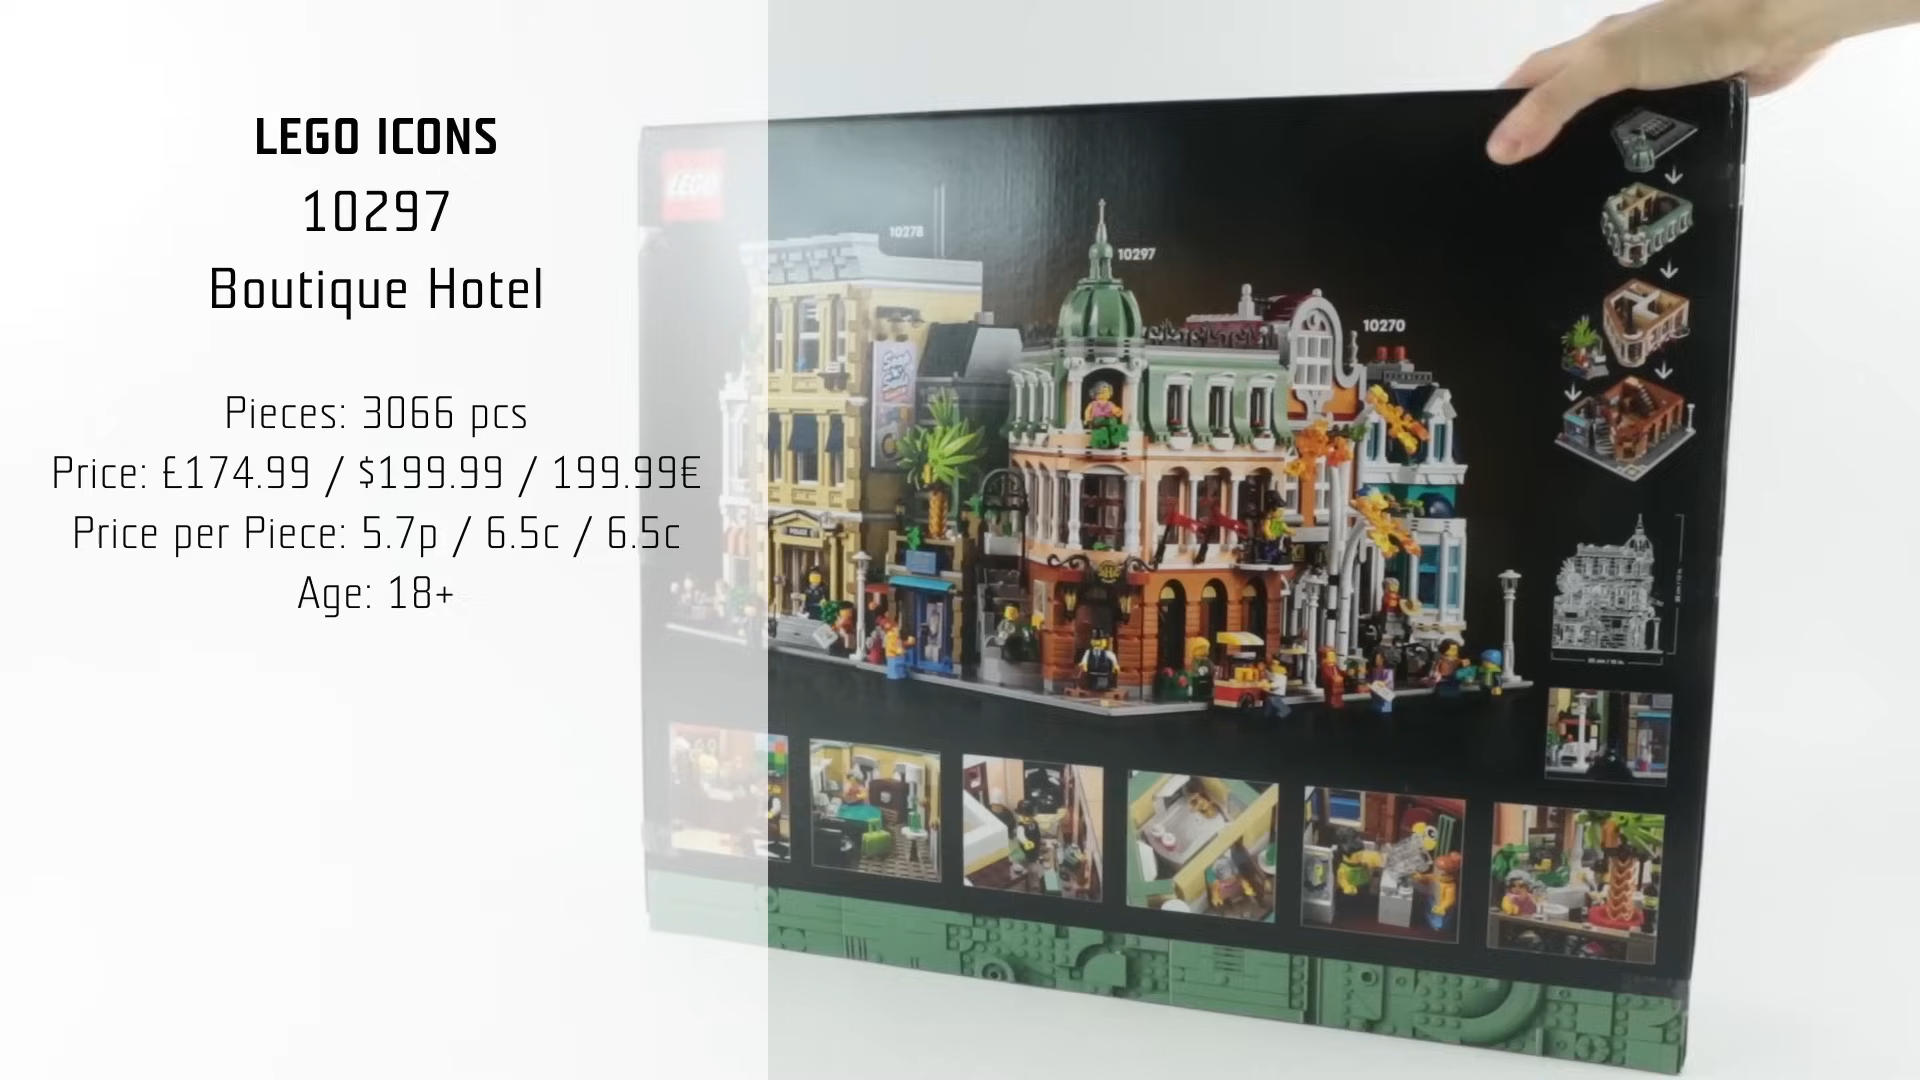 LEGO ICONS
10297
Boutique Hotel
Pieces: 3066 pcs
Price: £174.99 / $199.99 / 199.99€
Price per Piece: 5.7p / 6.5c / 6.5c
Age: 18+
LEGO
10278
10297
10270
POLICE